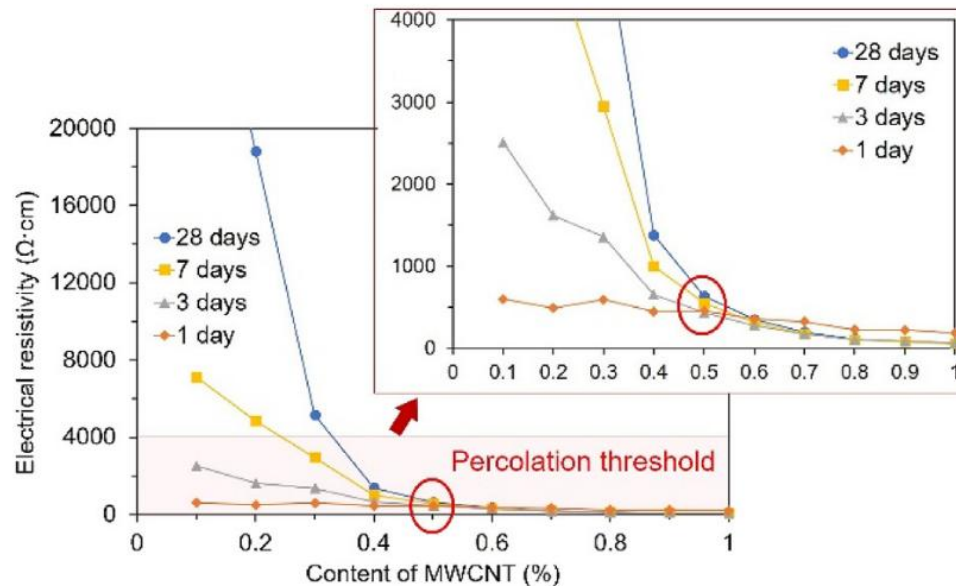 4000
3000
2000
1000
0
28 days
7 days
3 days
1 day
0 0.1 0.2 0.3 0.4 0.5 0.6 0.7 0.8 0.9 1
Electrical resistivity (Ω·cm)
20000
16000
12000
8000
4000
0
28 days
7 days
3 days
1 day
Percolation threshold
0 0.2 0.4 0.6 0.8 1
Content of MWCNT (%)